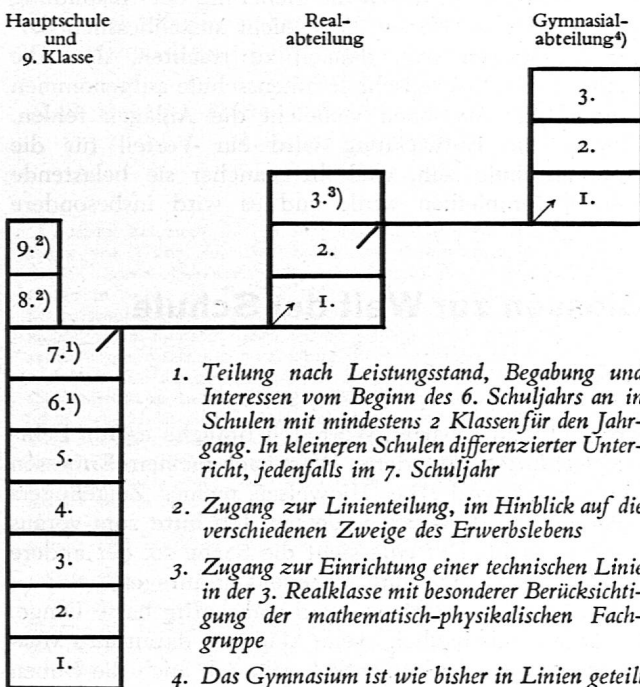 Hauptschule
und
9. Klasse
Real-
abteilung
Gymnasial-
abteilung⁴)
3.
2.
1.
3.³)
2.
1.
9.²)
8.²)
7.¹)
6.¹)
5.
4.
3.
2.
1.
1. Teilung nach Leistungsstand, Begabung und
Interessen vom Beginn des 6. Schuljahrs an in
Schulen mit mindestens 2 Klassen für den Jahr-
gang. In kleineren Schulen differenzierter Unter-
richt, jedenfalls im 7. Schuljahr
2. Zugang zur Linienteilung, im Hinblick auf die
verschiedenen Zweige des Erwerbslebens
3. Zugang zur Einrichtung einer technischen Linie
in der 3. Realklasse mit besonderer Berücksichti-
gung der mathematisch-physikalischen Fach-
gruppe
4. Das Gymnasium ist wie bisher in Linien geteilt